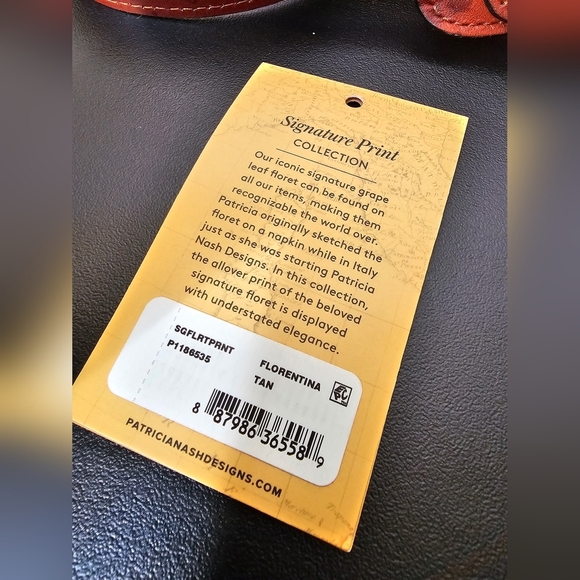 Signature Print
COLLECTION
Our iconic signature grape
leaf floret can be found on
all our items, making them
recognizable the world over.
Patricia originally sketched the
floret on a napkin while in Italy
just as she was starting Patricia
Nash Designs. In this collection,
the allover print of the beloved
signature floret is displayed
with understated elegance.
SGFLRTPRNT
P1186535
FLORENTINA
TAN
8 87986 36558 9
PATRICIANASHDESIGNS.COM